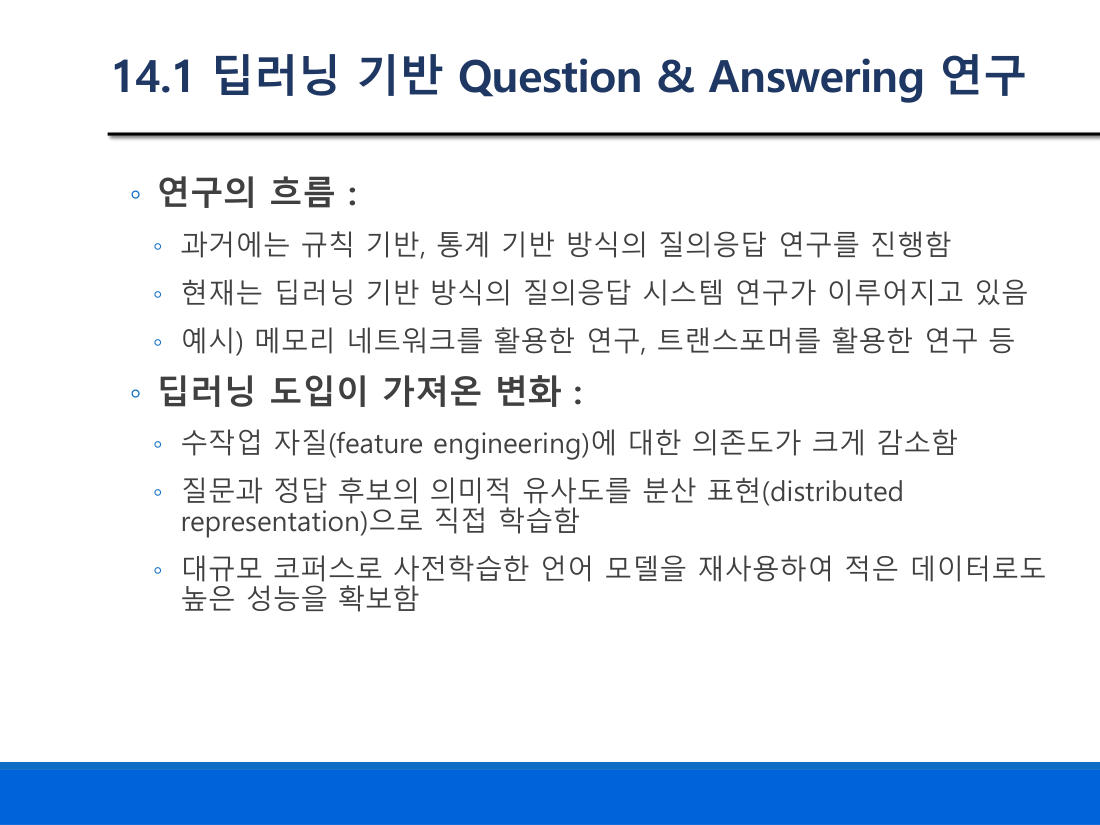 14.1 딥러닝 기반 Question & Answering 연구
◦ 연구의 흐름 :
◦ 과거에는 규칙 기반, 통계 기반 방식의 질의응답 연구를 진행함
◦ 현재는 딥러닝 기반 방식의 질의응답 시스템 연구가 이루어지고 있음
◦ 예시) 메모리 네트워크를 활용한 연구, 트랜스포머를 활용한 연구 등
◦ 딥러닝 도입이 가져온 변화 :
◦ 수작업 자질(feature engineering)에 대한 의존도가 크게 감소함
◦ 질문과 정답 후보의 의미적 유사도를 분산 표현(distributed
representation)으로 직접 학습함
◦ 대규모 코퍼스로 사전학습한 언어 모델을 재사용하여 적은 데이터로도
높은 성능을 확보함